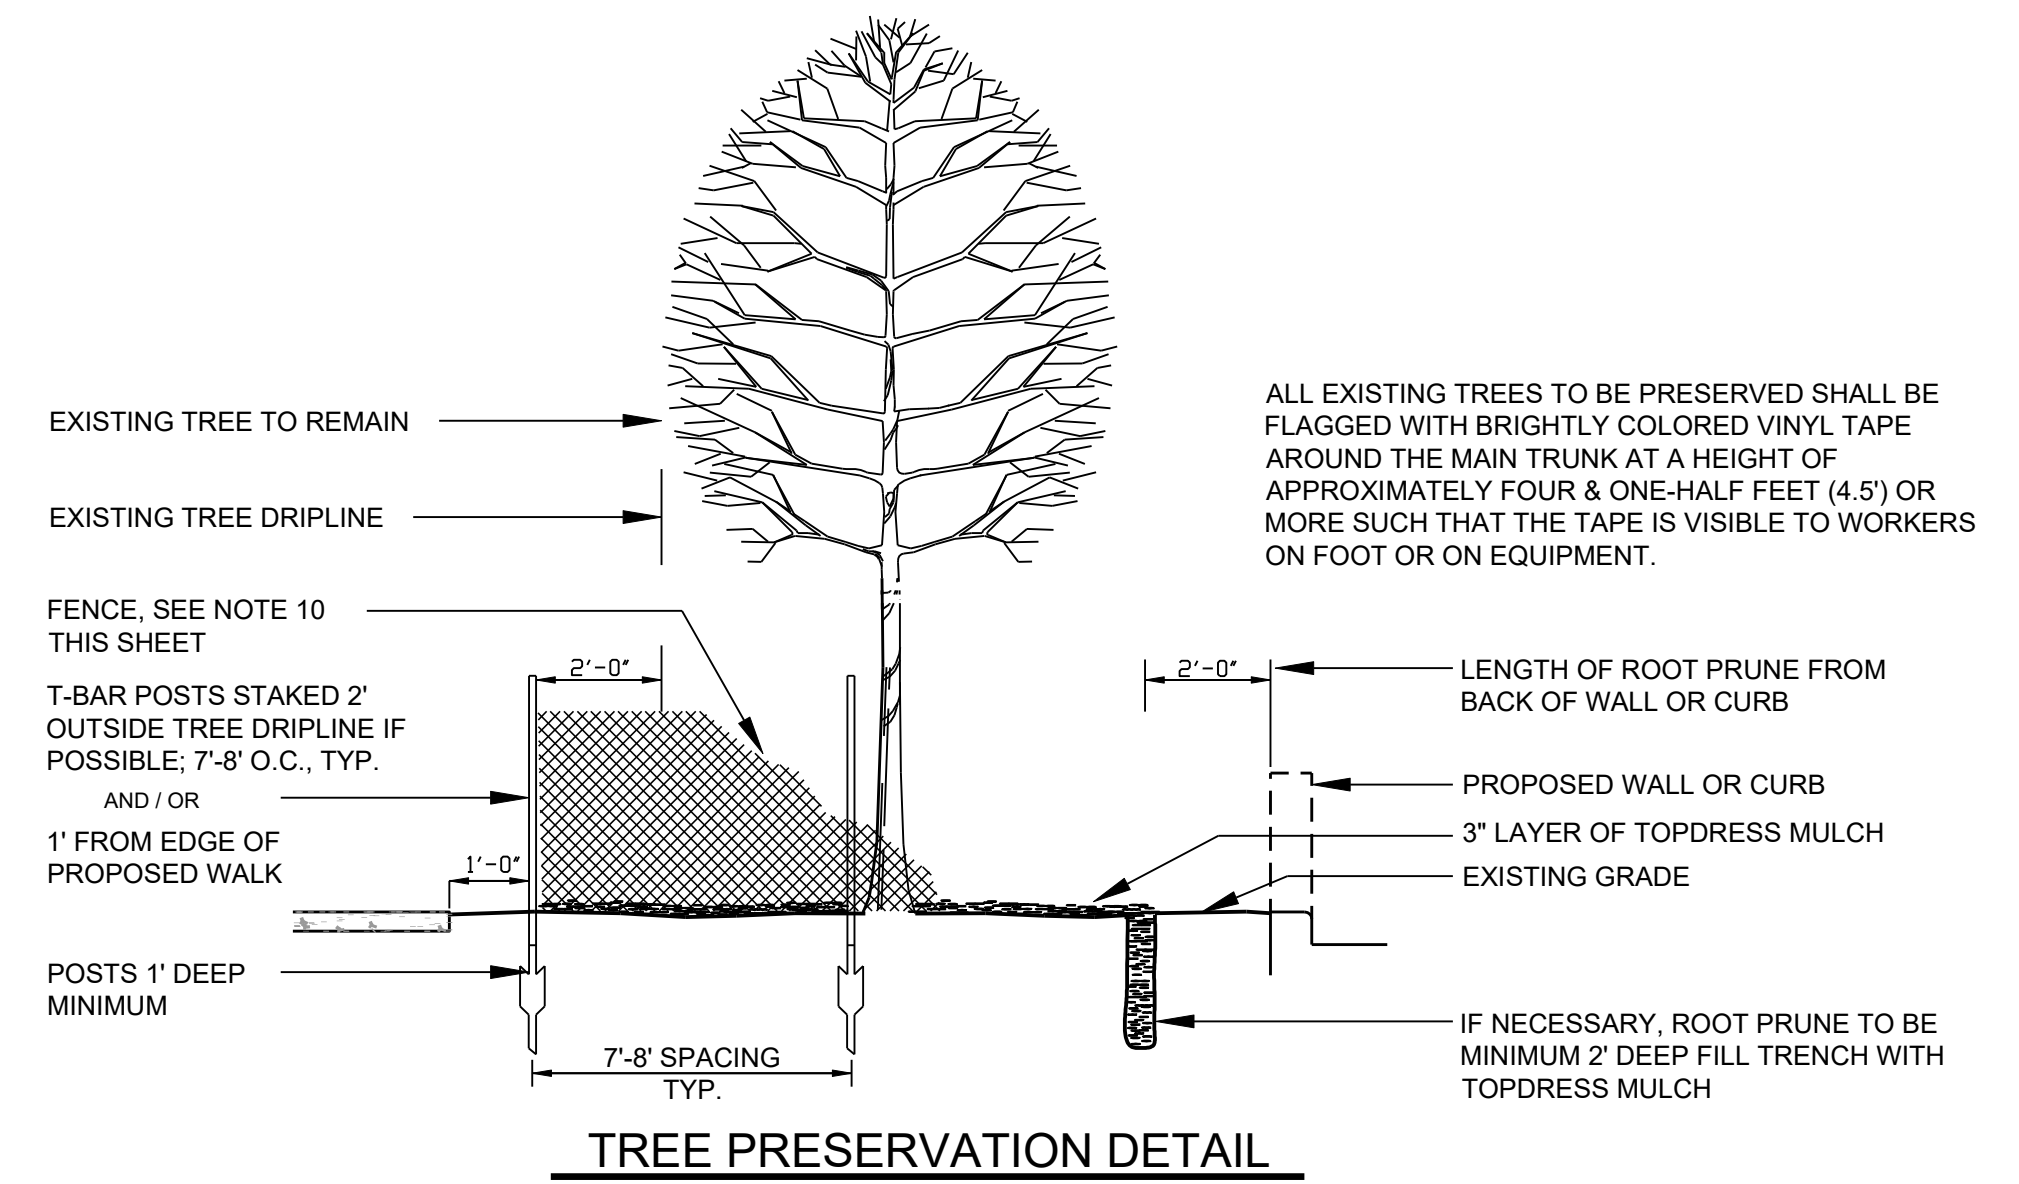 EXISTING TREE TO REMAIN
EXISTING TREE DRIPLINE
FENCE, SEE NOTE 10
THIS SHEET
T-BAR POSTS STAKED 2'
OUTSIDE TREE DRIPLINE IF
POSSIBLE; 7'-8' O.C., TYP.
AND / OR
1' FROM EDGE OF
PROPOSED WALK
POSTS 1' DEEP
MINIMUM
2'-0"
1'-0"
7'-8' SPACING
TYP.
ALL EXISTING TREES TO BE PRESERVED SHALL BE
FLAGGED WITH BRIGHTLY COLORED VINYL TAPE
AROUND THE MAIN TRUNK AT A HEIGHT OF
APPROXIMATELY FOUR & ONE-HALF FEET (4.5') OR
MORE SUCH THAT THE TAPE IS VISIBLE TO WORKERS
ON FOOT OR ON EQUIPMENT.
2'-0"
LENGTH OF ROOT PRUNE FROM
BACK OF WALL OR CURB
PROPOSED WALL OR CURB
3" LAYER OF TOPDRESS MULCH
EXISTING GRADE
IF NECESSARY, ROOT PRUNE TO BE
MINIMUM 2' DEEP FILL TRENCH WITH
TOPDRESS MULCH
TREE PRESERVATION DETAIL